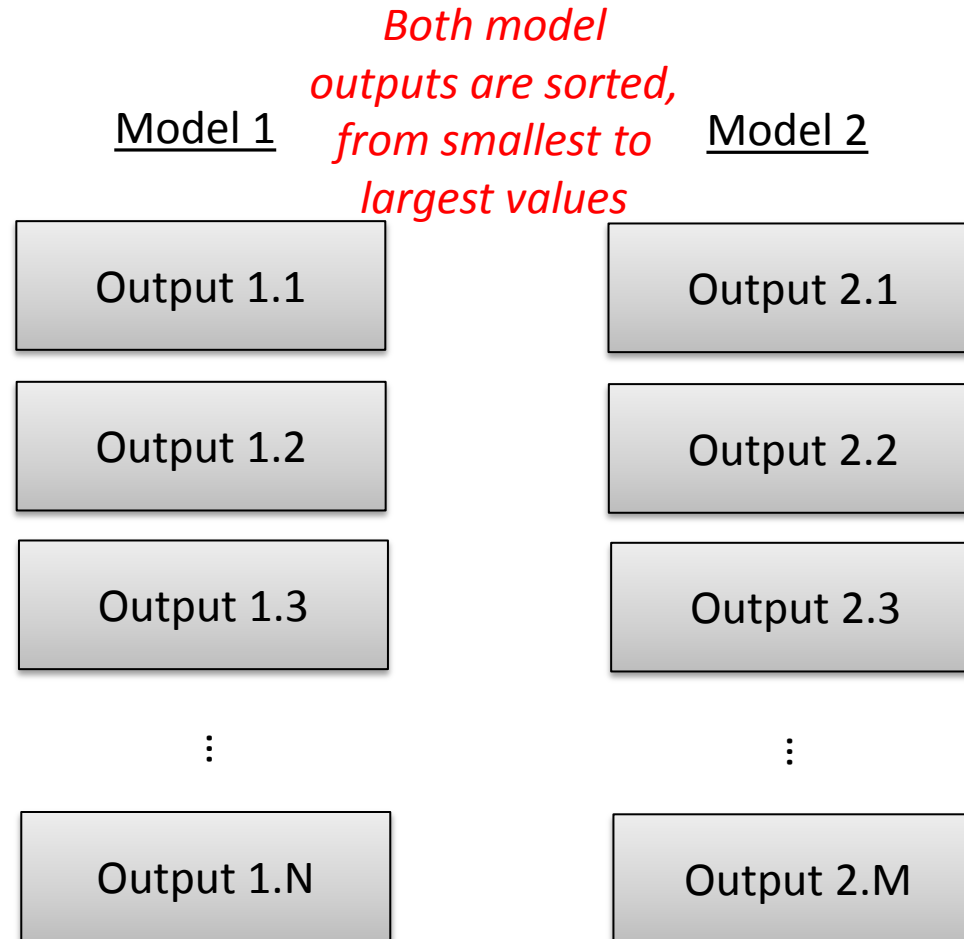 Both model
outputs are sorted,
from smallest to
largest values
Model 1
Model 2
Output 1.1
Output 2.1
Output 1.2
Output 2.2
Output 1.3
Output 2.3
...
...
Output 1.N
Output 2.M